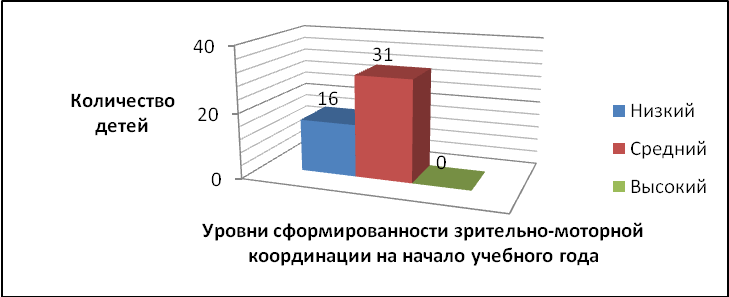 40
20
0
Количество
детей
16
31
0
Низкий
Средний
Высокий
Уровни сформированности зрительно-моторной
координации на начало учебного года